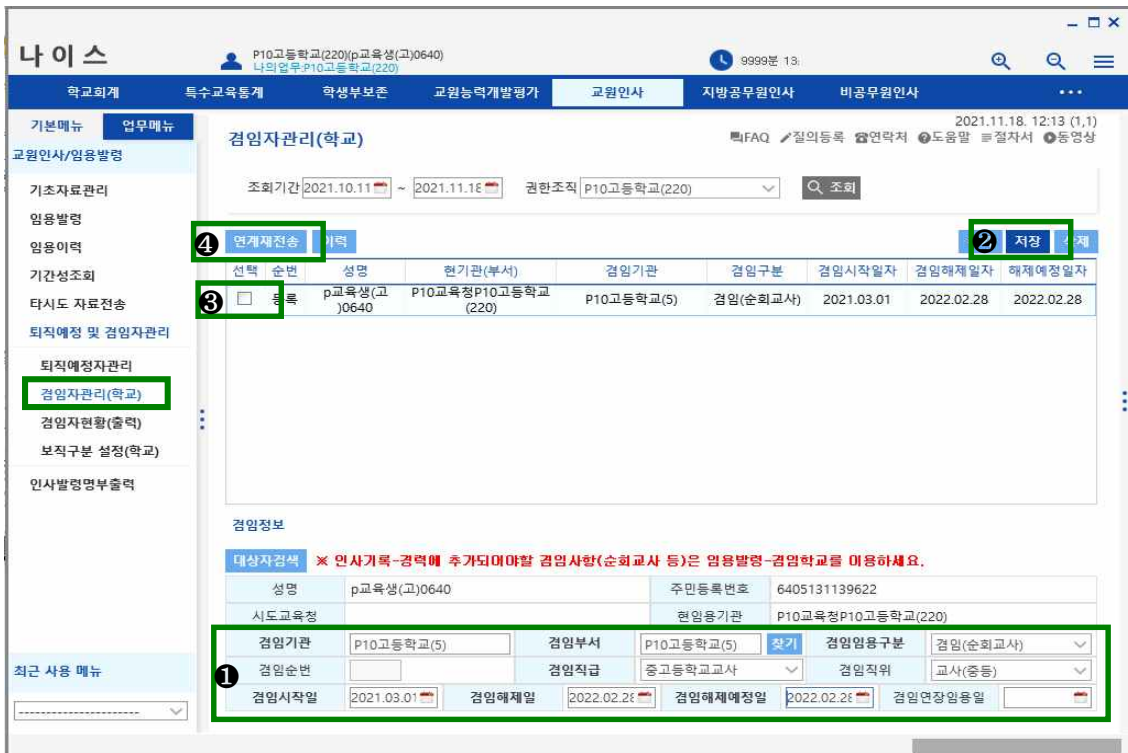 나이스
P10고등학교(220)(p교육생(고)0640)
나의업무:P10고등학교(220)
9999분 13:
학교회계 특수교육통계 학생부보존 교원능력개발평가 교원인사 지방공무원인사 비공무원인사 ...
기본메뉴 업무메뉴
교원인사/임용발령
기초자료관리
임용발령
임용이력
기간성조회
타시도 자료전송
퇴직예정 및 겸임자관리
퇴직예정자관리
겸임자관리(학교)
겸임자현황(출력)
보직구분 설정(학교)
인사발령명부출력
최근 사용 메뉴
----------------------
겸임자관리(학교)
2021.11.18. 12:13 (1,1)
FAQ 질의등록 연락처 도움말 절차서 동영상
조회기간 2021.10.11 ~ 2021.11.18 권한조직 P10고등학교(220) 조회
❹ 연계재전송 이력 ❷ 저장 삭제
선택 순번 성명 현기관(부서) 겸임기관 겸임구분 겸임시작일자 겸임해제일자 해제예정일자
❸ 등록 p교육생(고)0640 P10교육청P10고등학교(220) P10고등학교(5) 겸임(순회교사) 2021.03.01 2022.02.28 2022.02.28
겸임정보
대상자검색 ※ 인사기록-경력에 추가되어야할 겸임사항(순회교사 등)은 임용발령-겸임학교를 이용하세요.
성명 p교육생(고)0640 주민등록번호 6405131139622
시도교육청 현임용기관 P10교육청P10고등학교(220)
❶
겸임기관 P10고등학교(5) 겸임부서 P10고등학교(5) 찾기 겸임임용구분 겸임(순회교사)
겸임순번 겸임직급 중고등학교교사 겸임직위 교사(중등)
겸임시작일 2021.03.01 겸임해제일 2022.02.28 겸임해제예정일 2022.02.28 겸임연장임용일